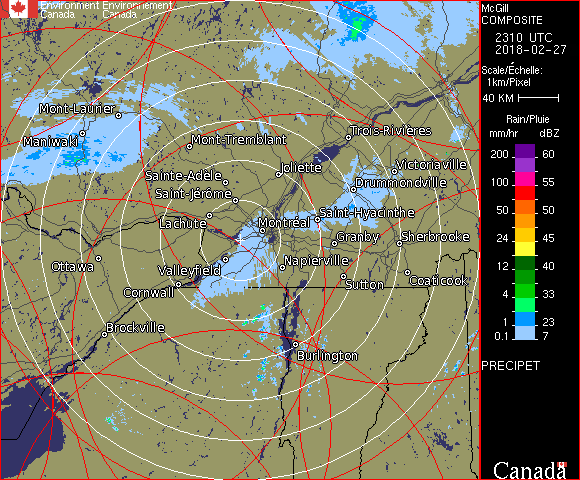 Environment Environnement
Canada Canada
McGill
COMPOSITE
2310 UTC
2018-02-27
Scale/Échelle:
1km/Pixel
40 KM
Rain/Pluie
mm/hr dBZ
200 60
100 55
50 50
24 45
12 40
4 33
1 23
0.1 7
PRECIPET
Canada
Mont-Laurier
Maniwaki
Mont-Tremblant
Trois-Rivières
Joliette
Victoriaville
Sainte-Adèle
Drummondville
Saint-Jérôme
Saint-Hyacinthe
Lachute
Montréal
Granby
Sherbrooke
Ottawa
Valleyfield
Napierville
Cornwall
Sutton
Coaticook
Brockville
Burlington